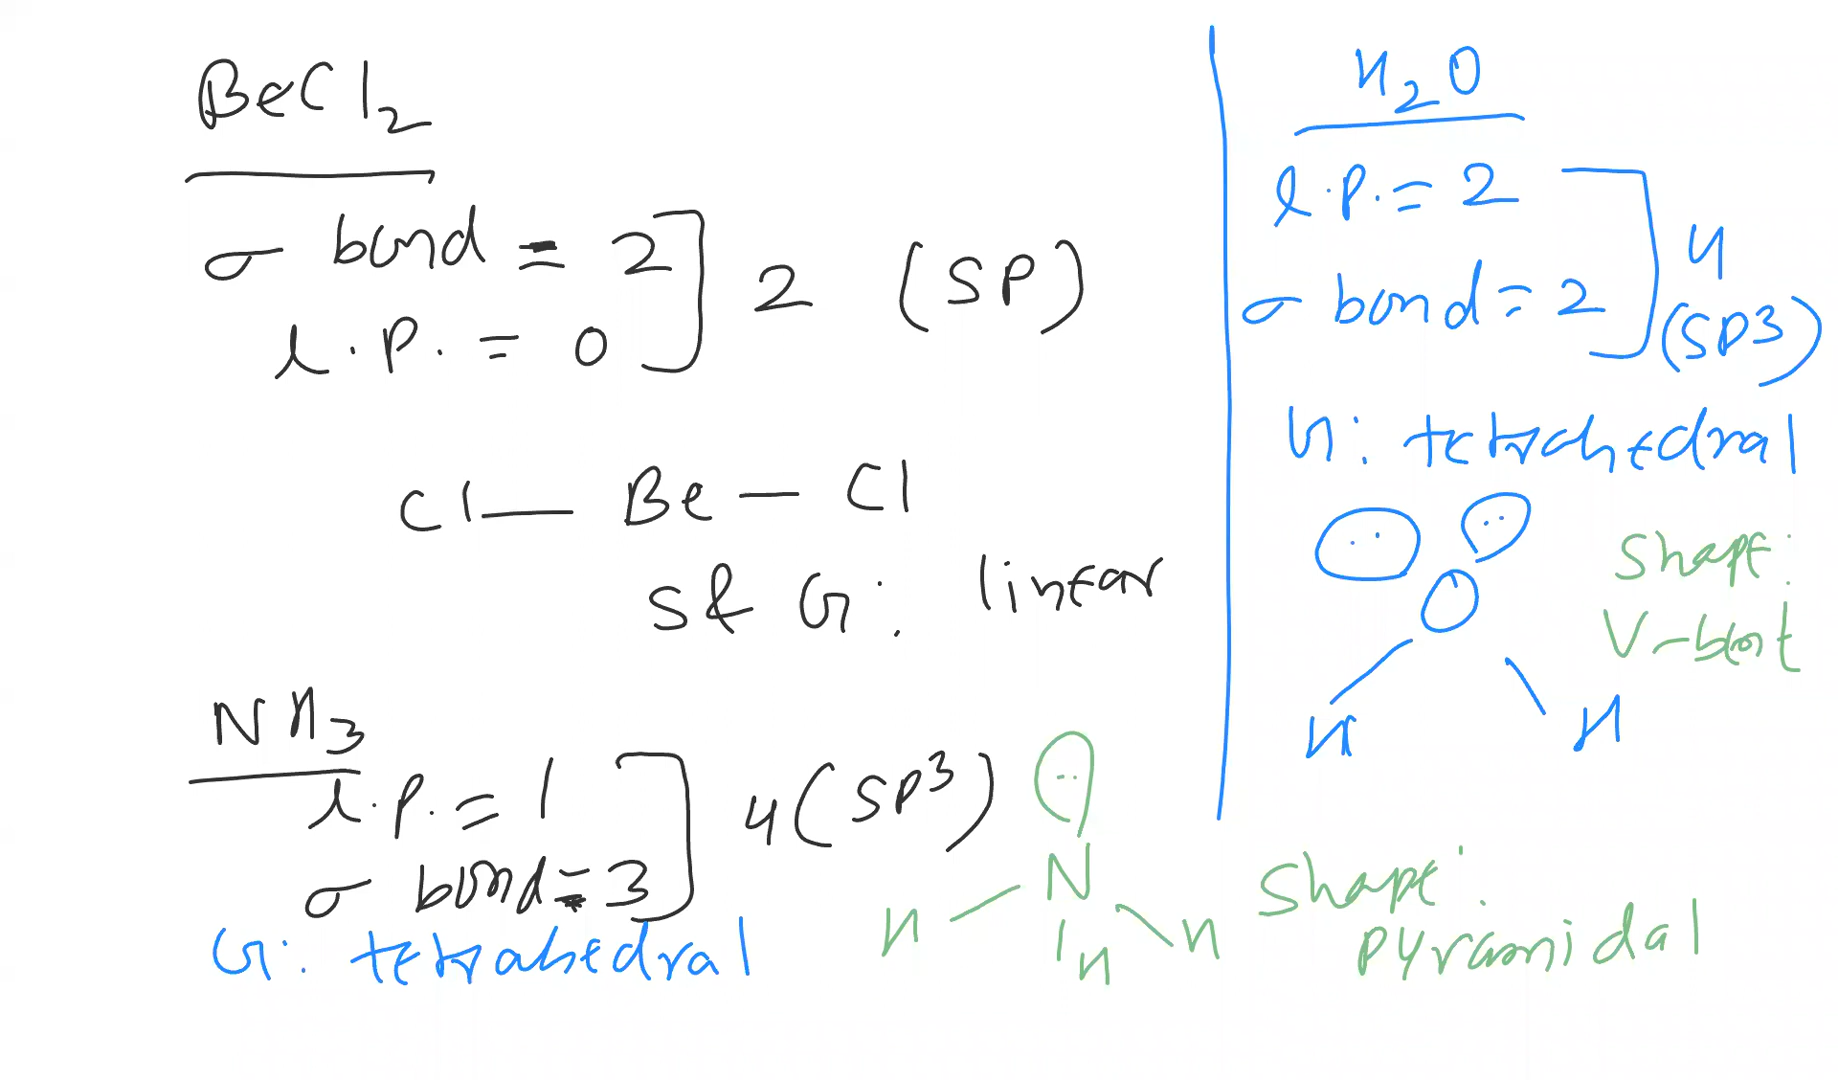 BeCl2
σ bond = 2
l.p. = 0
2 (SP)
Cl — Be — Cl
S & G: linear
NH3
l.p. = 1
σ bond = 3
4 (SP3)
G: tetrahedral
N
H H H
Shape:
Pyramidal
H2O
l.p. = 2
σ bond = 2
4
(SP3)
G: tetrahedral
O
H H
Shape:
V-bent